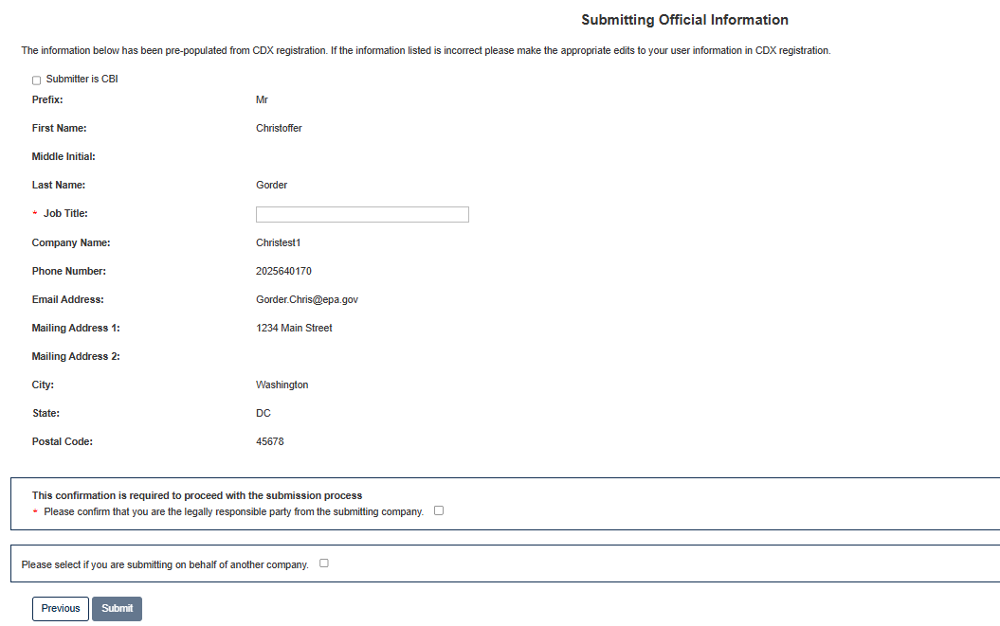 Submitting Official Information
The information below has been pre-populated from CDX registration. If the information listed is incorrect please make the appropriate edits to your user information in CDX registration.
Submitter is CBI
Prefix: Mr
First Name: Christoffer
Middle Initial:
Last Name: Gorder
* Job Title:
Company Name: Christest1
Phone Number: 2025640170
Email Address: Gorder.Chris@epa.gov
Mailing Address 1: 1234 Main Street
Mailing Address 2:
City: Washington
State: DC
Postal Code: 45678
This confirmation is required to proceed with the submission process
* Please confirm that you are the legally responsible party from the submitting company.
Please select if you are submitting on behalf of another company.
Previous Submit